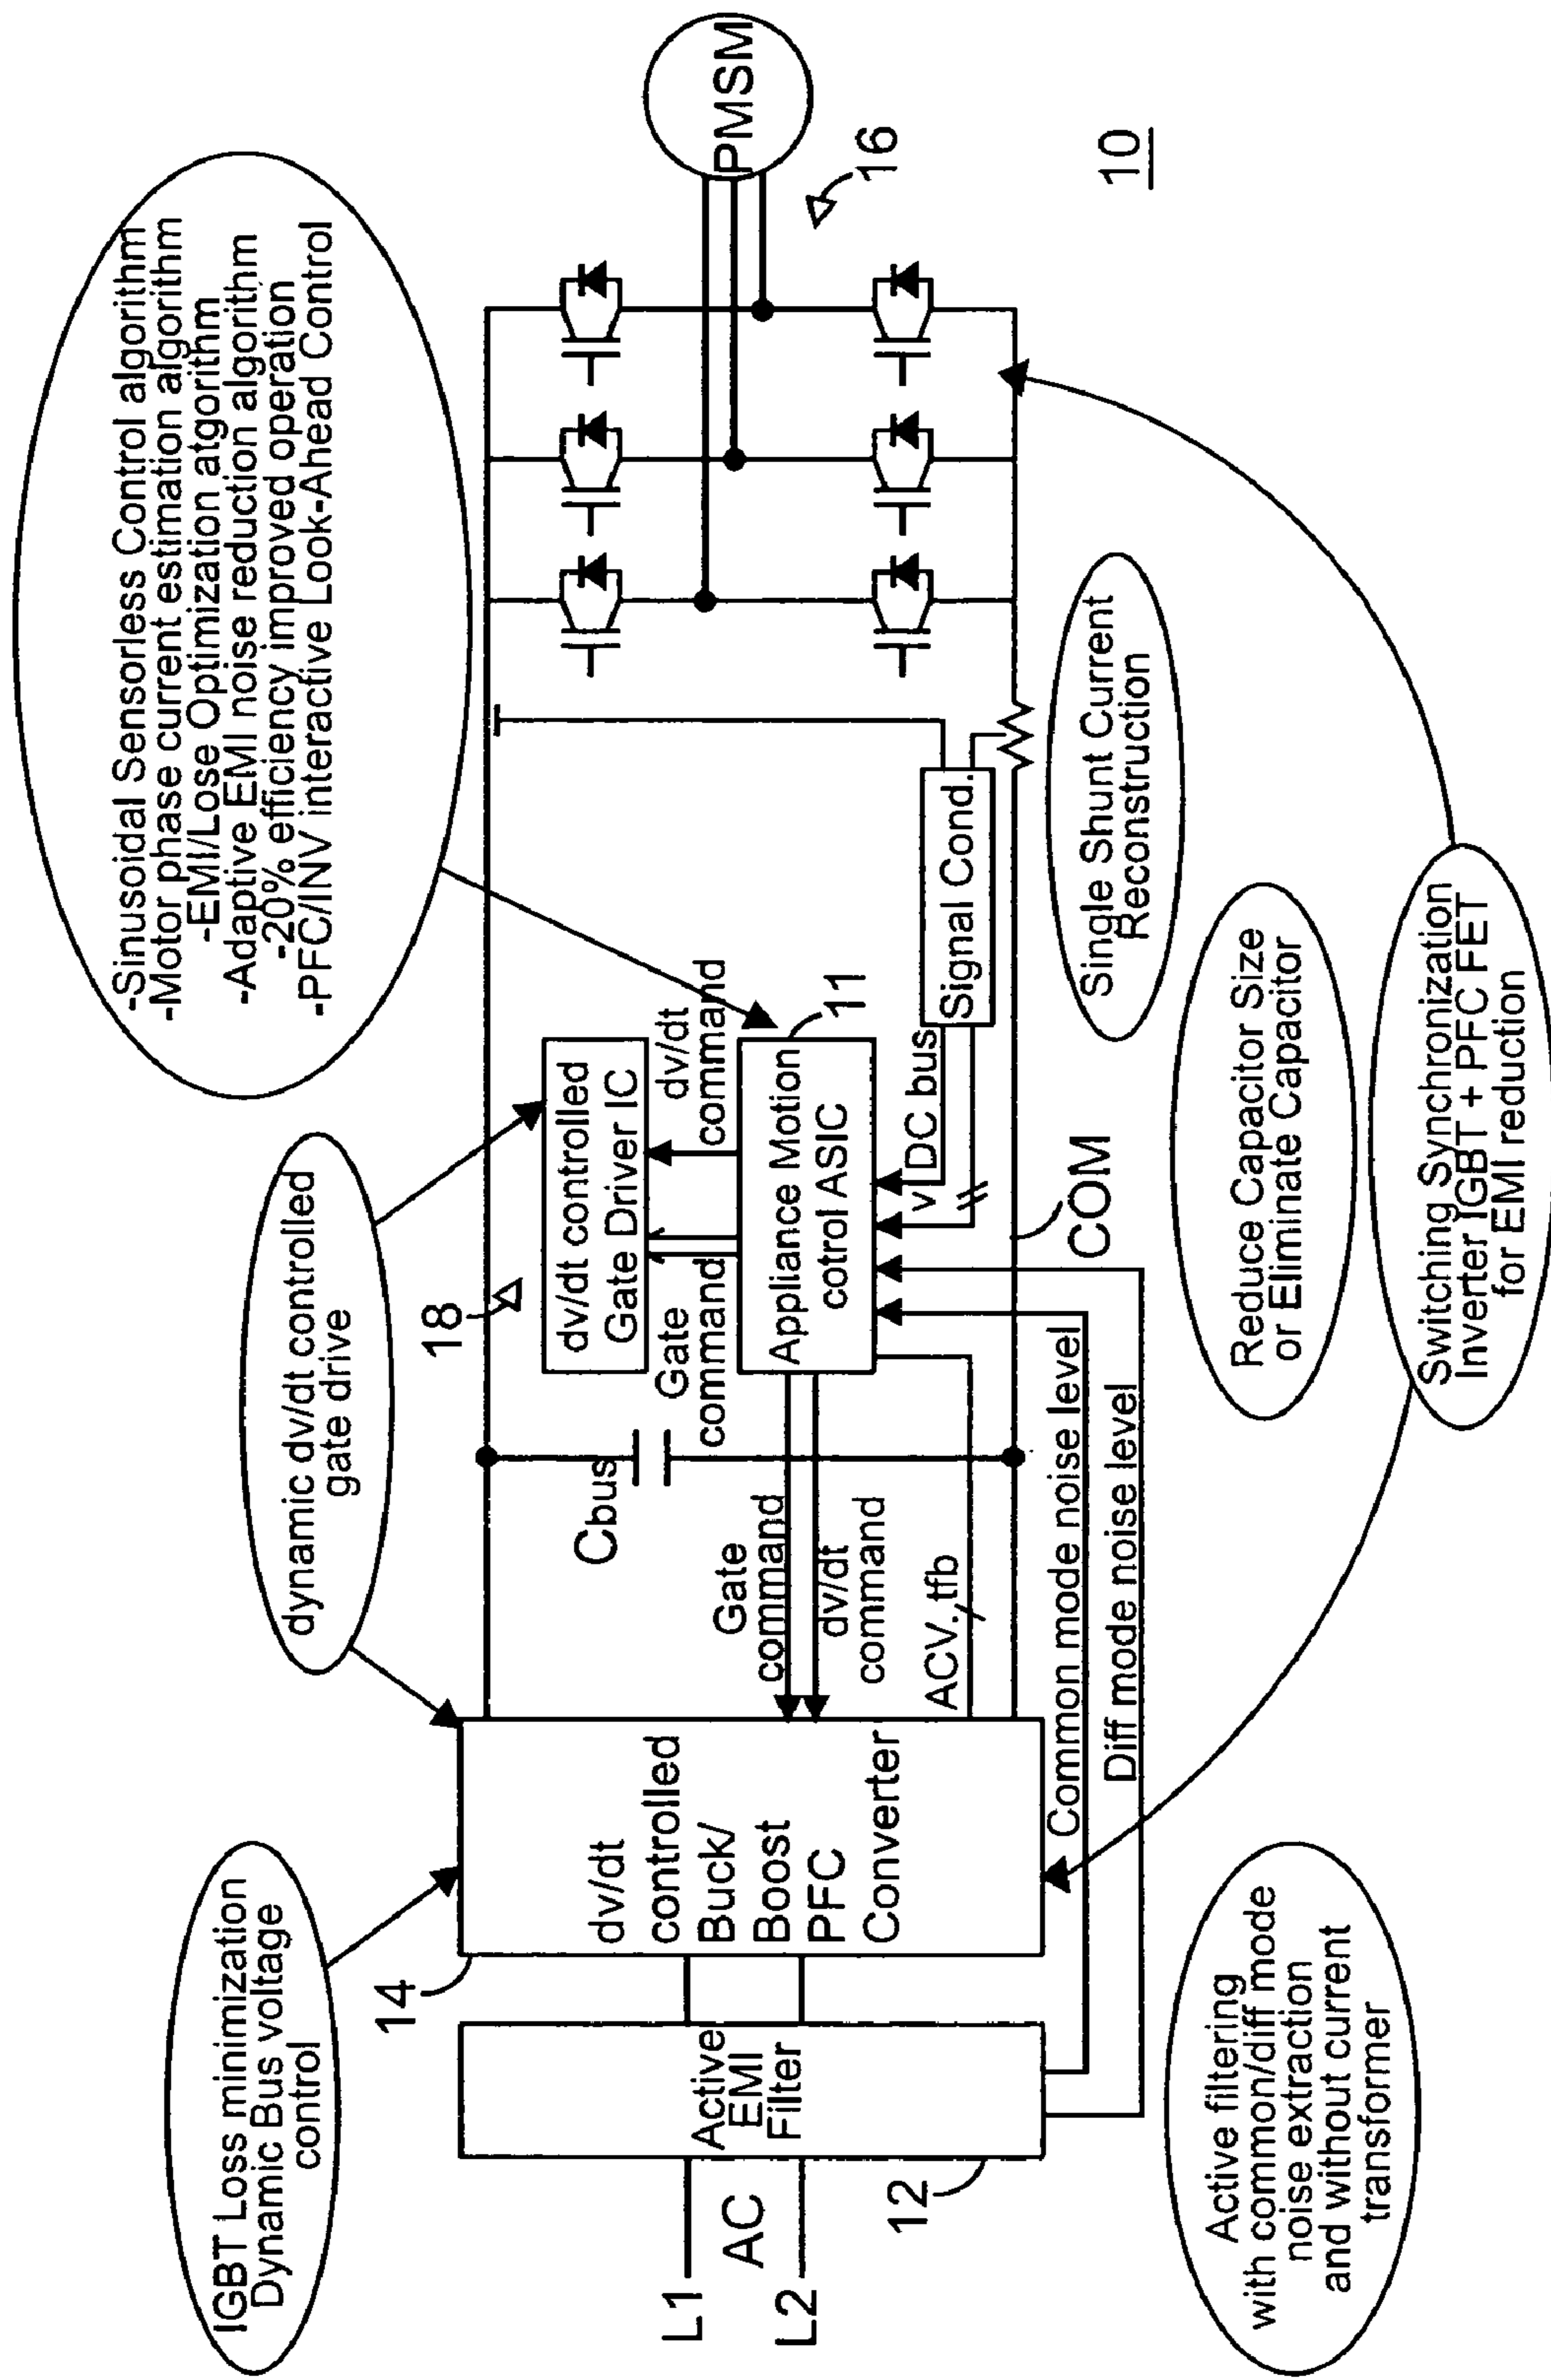 -Sinusoidal Sensorless Control algorithm
-Motor phase current estimation algorithm
-EMI/Lose Optimization atgorithm
-Adaptive EMI noise reduction algorithm
-20% efficiency improved operation
-PFC/INV interactive Look-Ahead Control
dynamic dv/dt controlled
gate drive
IGBT Loss minimization
Dynamic Bus voltage
control
14
18
dv/dt controlled
Gate Driver IC
PMSM
16
10
L1
AC
L2
Active
EMI
Filter
12
dv/dt
controlled
Buck/
Boost
PFC
Converter
Cbus
Gate
command
dv/dt
command
Gate
command
dv/dt
command
Appliance Motion
cotrol ASIC
11
ACV. tfb
v DC bus
Signal Cond.
COM
Common mode noise level
Diff mode noise level
Single Shunt Current
Reconstruction
Reduce Capacitor Size
or Eliminate Capacitor
Switching Synchronization
Inverter IGBT + PFC FET
for EMI reduction
Active filtering
with common/diff mode
noise extraction
and without current
transformer